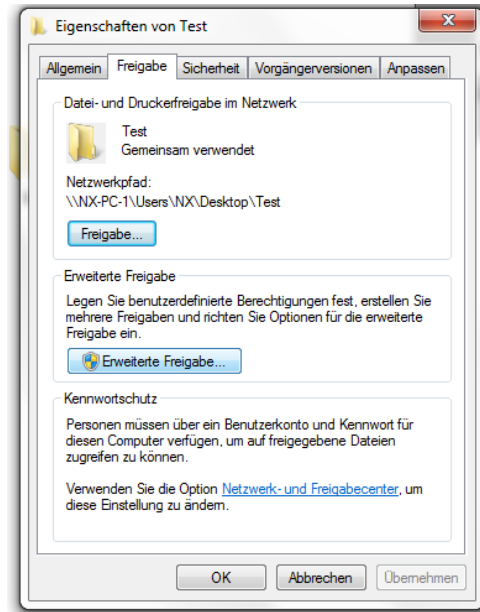 Eigenschaften von Test
Allgemein Freigabe Sicherheit Vorgängerversionen Anpassen
Datei- und Druckerfreigabe im Netzwerk
Test
Gemeinsam verwendet
Netzwerkpfad:
\\NX-PC-1\Users\NX\Desktop\Test
Freigabe...
Erweiterte Freigabe
Legen Sie benutzerdefinierte Berechtigungen fest, erstellen Sie
mehrere Freigaben und richten Sie Optionen für die erweiterte
Freigabe ein.
Erweiterte Freigabe...
Kennwortschutz
Personen müssen über ein Benutzerkonto und Kennwort für
diesen Computer verfügen, um auf freigegebene Dateien
zugreifen zu können.
Verwenden Sie die Option Netzwerk- und Freigabecenter, um
diese Einstellung zu ändern.
OK Abbrechen Übernehmen